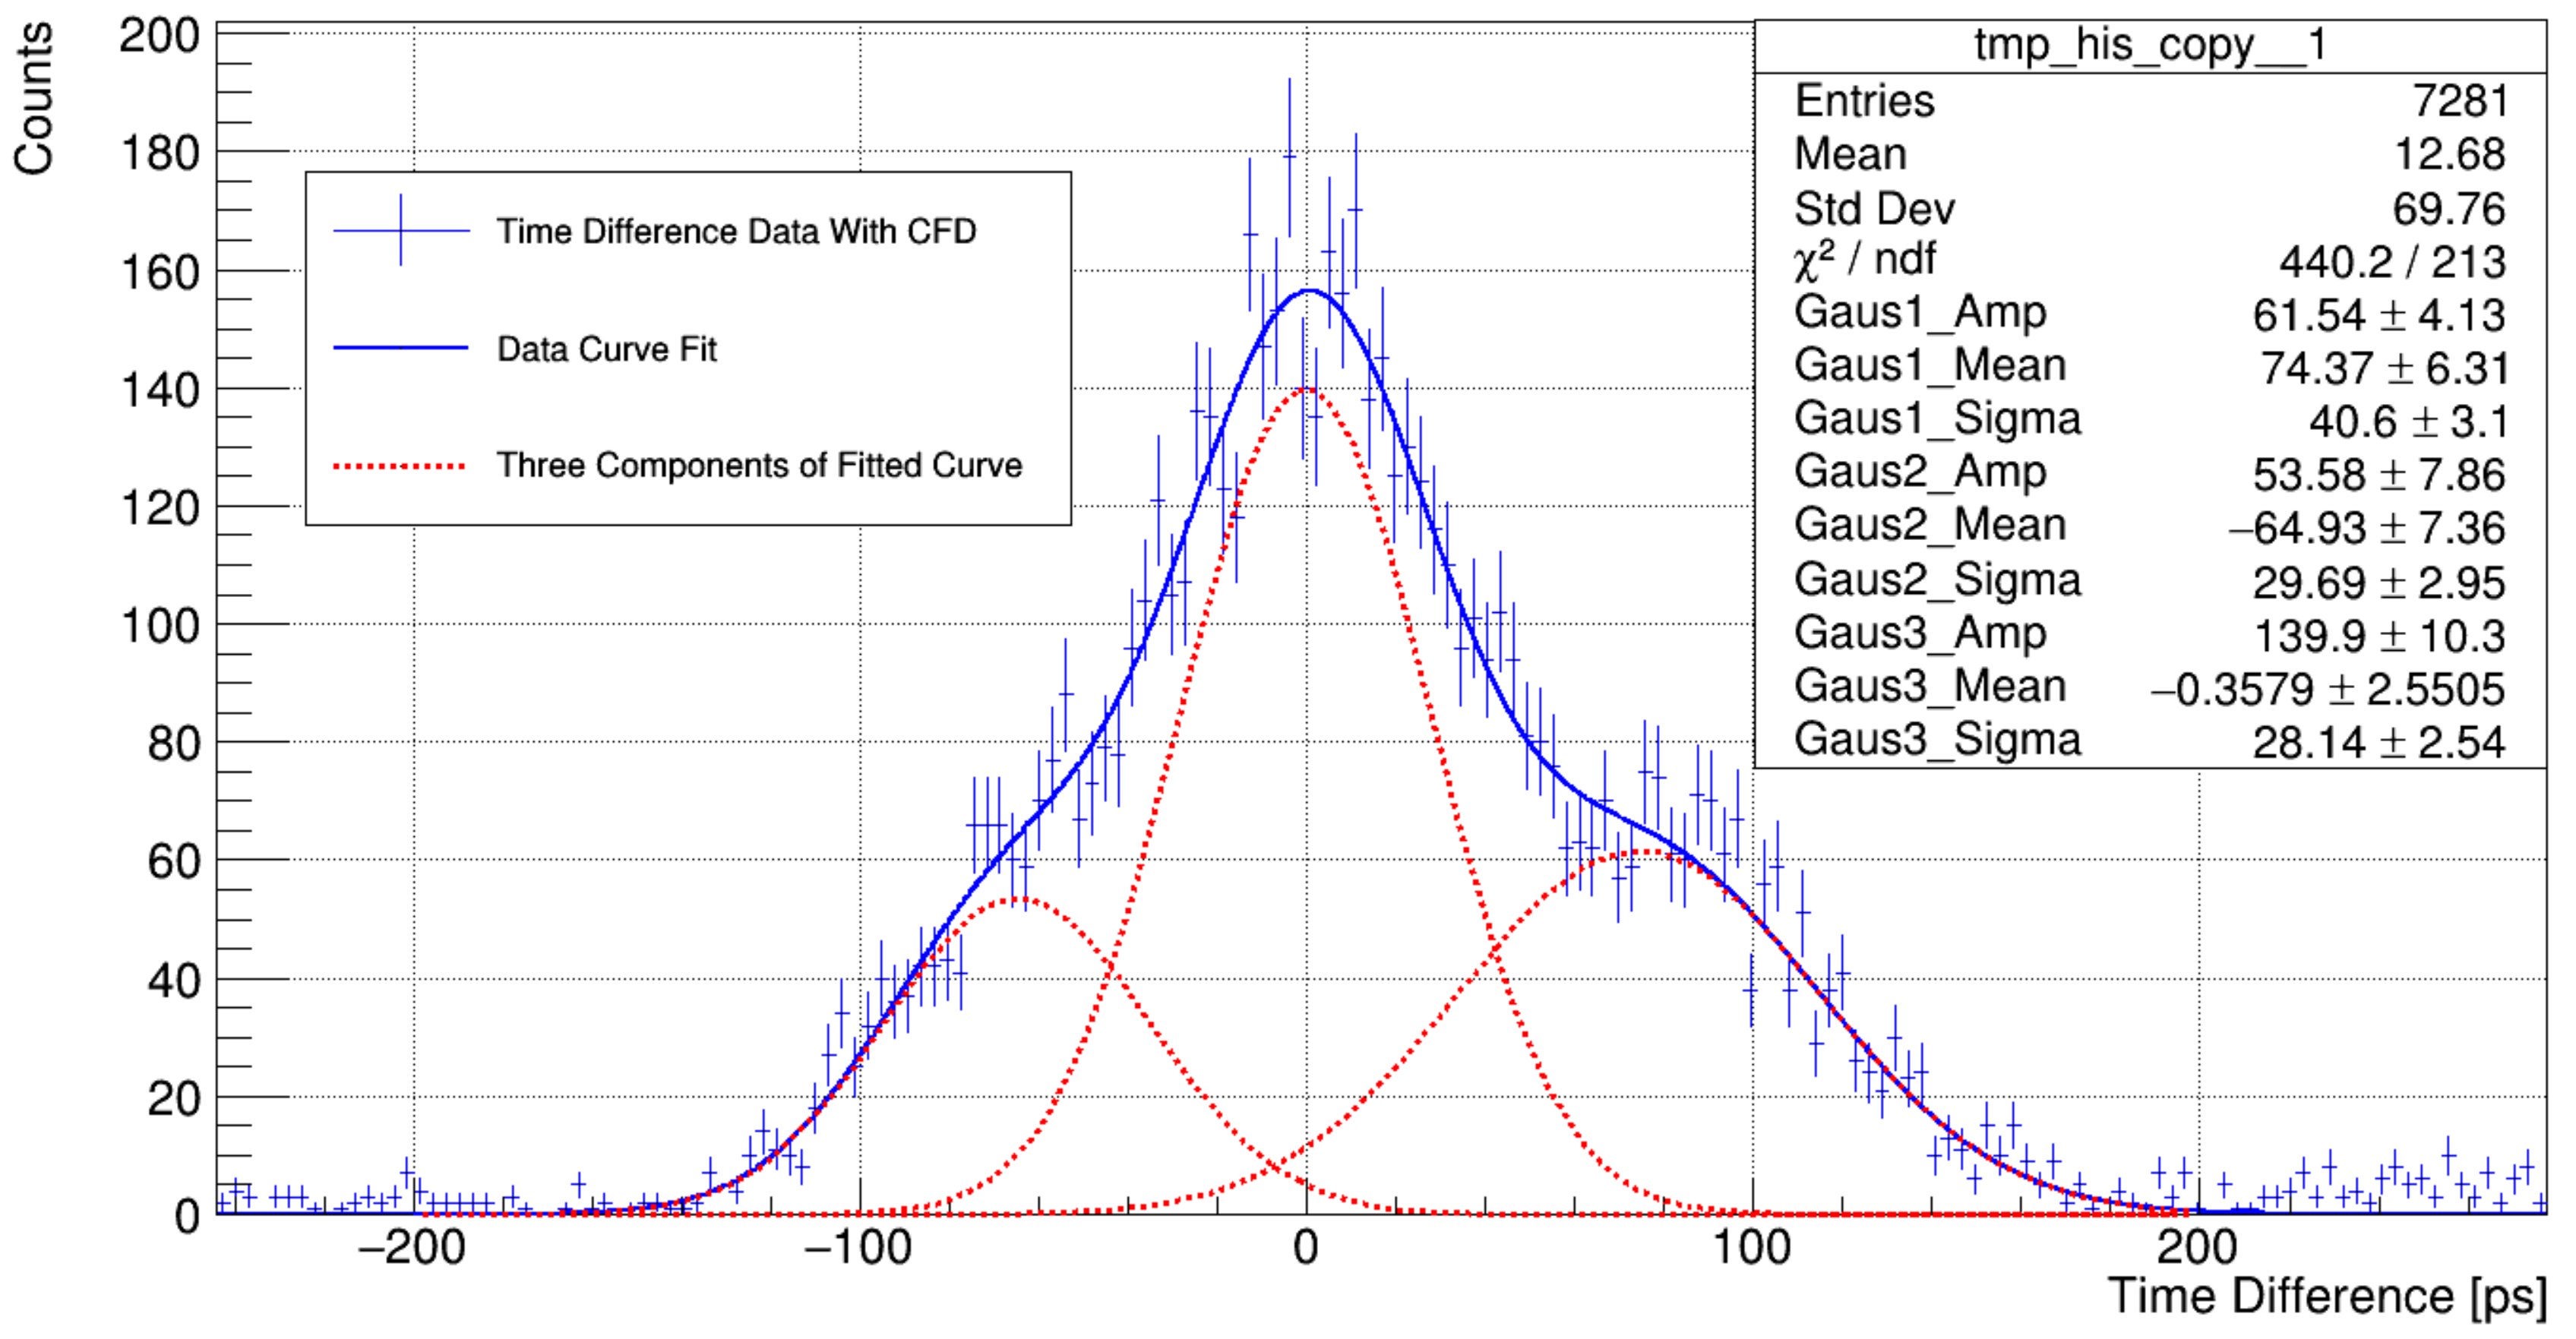 Counts
200
180
160
140
120
100
80
60
40
20
0
Time Difference Data With CFD
Data Curve Fit
Three Components of Fitted Curve
tmp_his_copy__1
Entries 7281
Mean 12.68
Std Dev 69.76
χ² / ndf 440.2 / 213
Gaus1_Amp 61.54 ± 4.13
Gaus1_Mean 74.37 ± 6.31
Gaus1_Sigma 40.6 ± 3.1
Gaus2_Amp 53.58 ± 7.86
Gaus2_Mean −64.93 ± 7.36
Gaus2_Sigma 29.69 ± 2.95
Gaus3_Amp 139.9 ± 10.3
Gaus3_Mean −0.3579 ± 2.5505
Gaus3_Sigma 28.14 ± 2.54
−200 −100 0 100 200
Time Difference [ps]